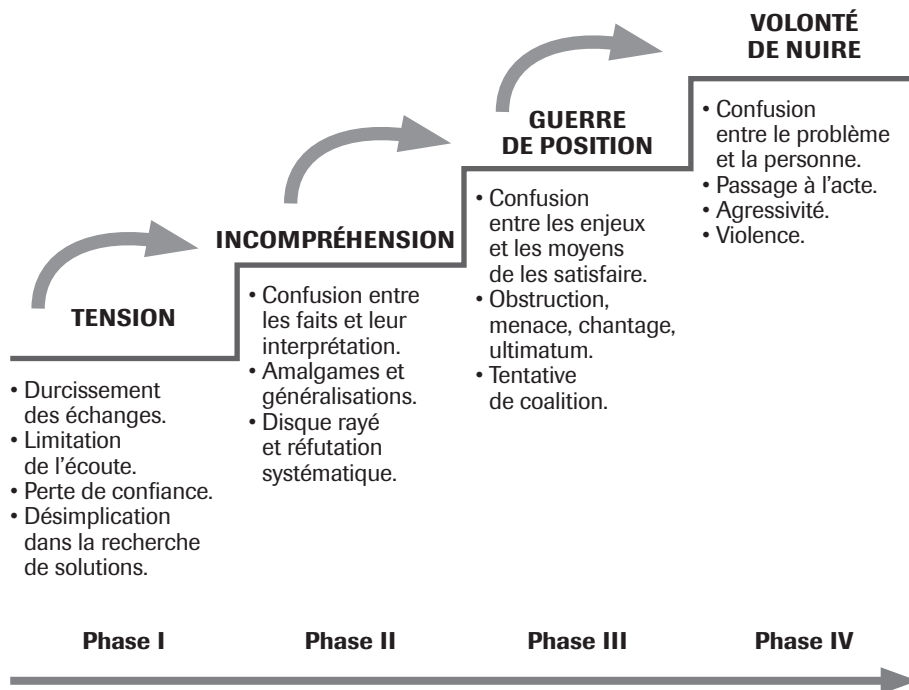 TENSION
• Durcissement
des échanges.
• Limitation
de l'écoute.
• Perte de confiance.
• Désimplication
dans la recherche
de solutions.
INCOMPRÉHENSION
• Confusion entre
les faits et leur
interprétation.
• Amalgames et
généralisations.
• Disque rayé
et réfutation
systématique.
GUERRE
DE POSITION
• Confusion
entre les enjeux
et les moyens
de les satisfaire.
• Obstruction,
menace, chantage,
ultimatum.
• Tentative
de coalition.
VOLONTÉ
DE NUIRE
• Confusion
entre le problème
et la personne.
• Passage à l'acte.
• Agressivité.
• Violence.
Phase I
Phase II
Phase III
Phase IV